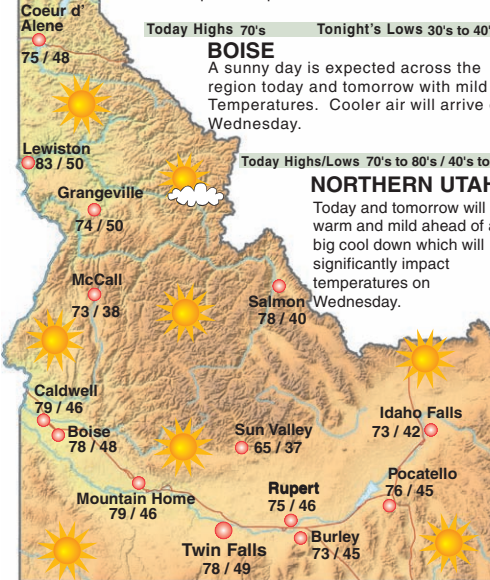 Coeur d'
Alene
75 / 48
Today Highs 70's Tonight's Lows 30's to 40'
BOISE
A sunny day is expected across the
region today and tomorrow with mild
Temperatures. Cooler air will arrive
Wednesday.
Lewiston
83 / 50
Today Highs/Lows 70's to 80's / 40's to
NORTHERN UTAH
Today and tomorrow will
warm and mild ahead of a
big cool down which will
significantly impact
temperatures on
Wednesday.
Grangeville
74 / 50
McCall
73 / 38
Salmon
78 / 40
Caldwell
79 / 46
Boise
78 / 48
Sun Valley
65 / 37
Idaho Falls
73 / 42
Pocatello
76 / 45
Mountain Home
79 / 46
Rupert
75 / 46
Burley
73 / 45
Twin Falls
78 / 49